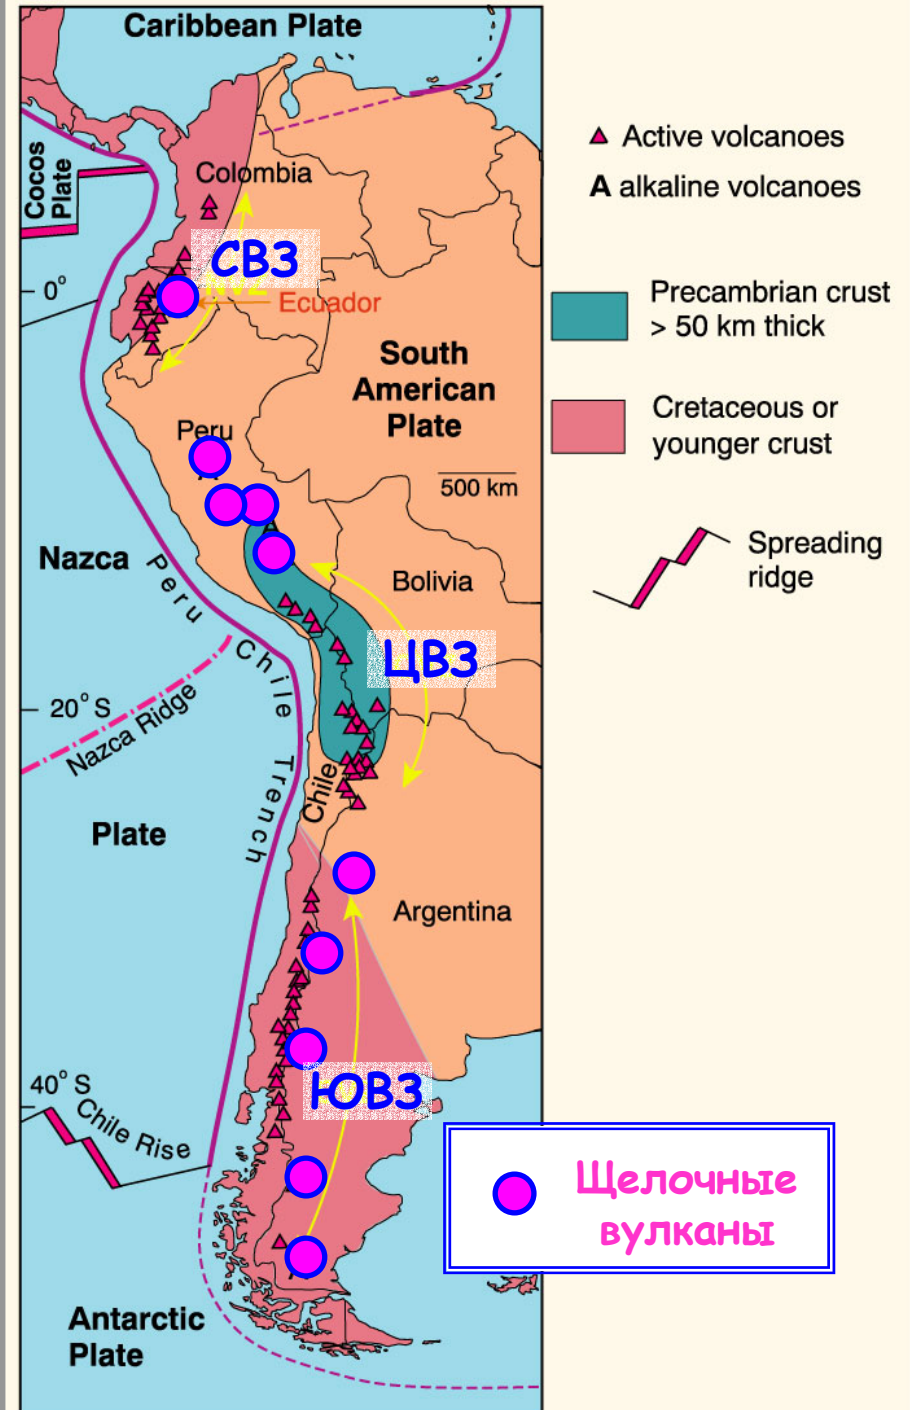 Caribbean Plate
Cocos
Plate
Colombia
СВЗ
0°
Ecuador
South
American
Plate
Peru
500 km
Nazca
Peru Chile Trench
Bolivia
ЦВЗ
20° S
Nazca Ridge
Chile
Plate
Argentina
40° S
ЮВЗ
Chile Rise
Antarctic
Plate
Active volcanoes
A alkaline volcanoes
Precambrian crust
> 50 km thick
Cretaceous or
younger crust
Spreading
ridge
Щелочные
вулканы